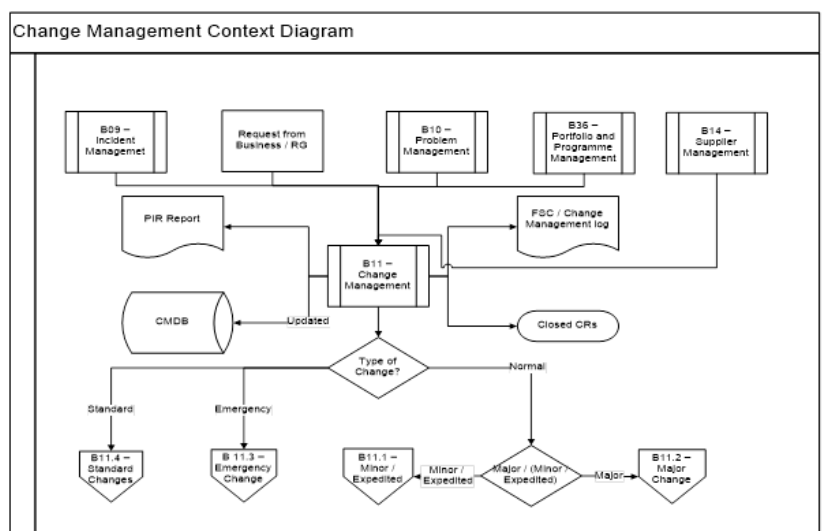 Change Management Context Diagram
B09 –
Incident
Managemet
Request from
Business / RG
B10 –
Problem
Management
B36 –
Portfolio and
Programme
Management
B14 –
Supplier
Management
PIR Report
FSC / Change
Management log
B11 –
Change
Management
CMDB
Updated
Closed CRs
Type of
Change?
Normal
Standard
Emergency
B11.4 –
Standard
Changes
B 11.3 –
Emergency
Change
B11.1 –
Minor /
Expedited
Minor /
Expedited
Major / (Minor /
Expedited)
Major
B11.2 –
Major
Change